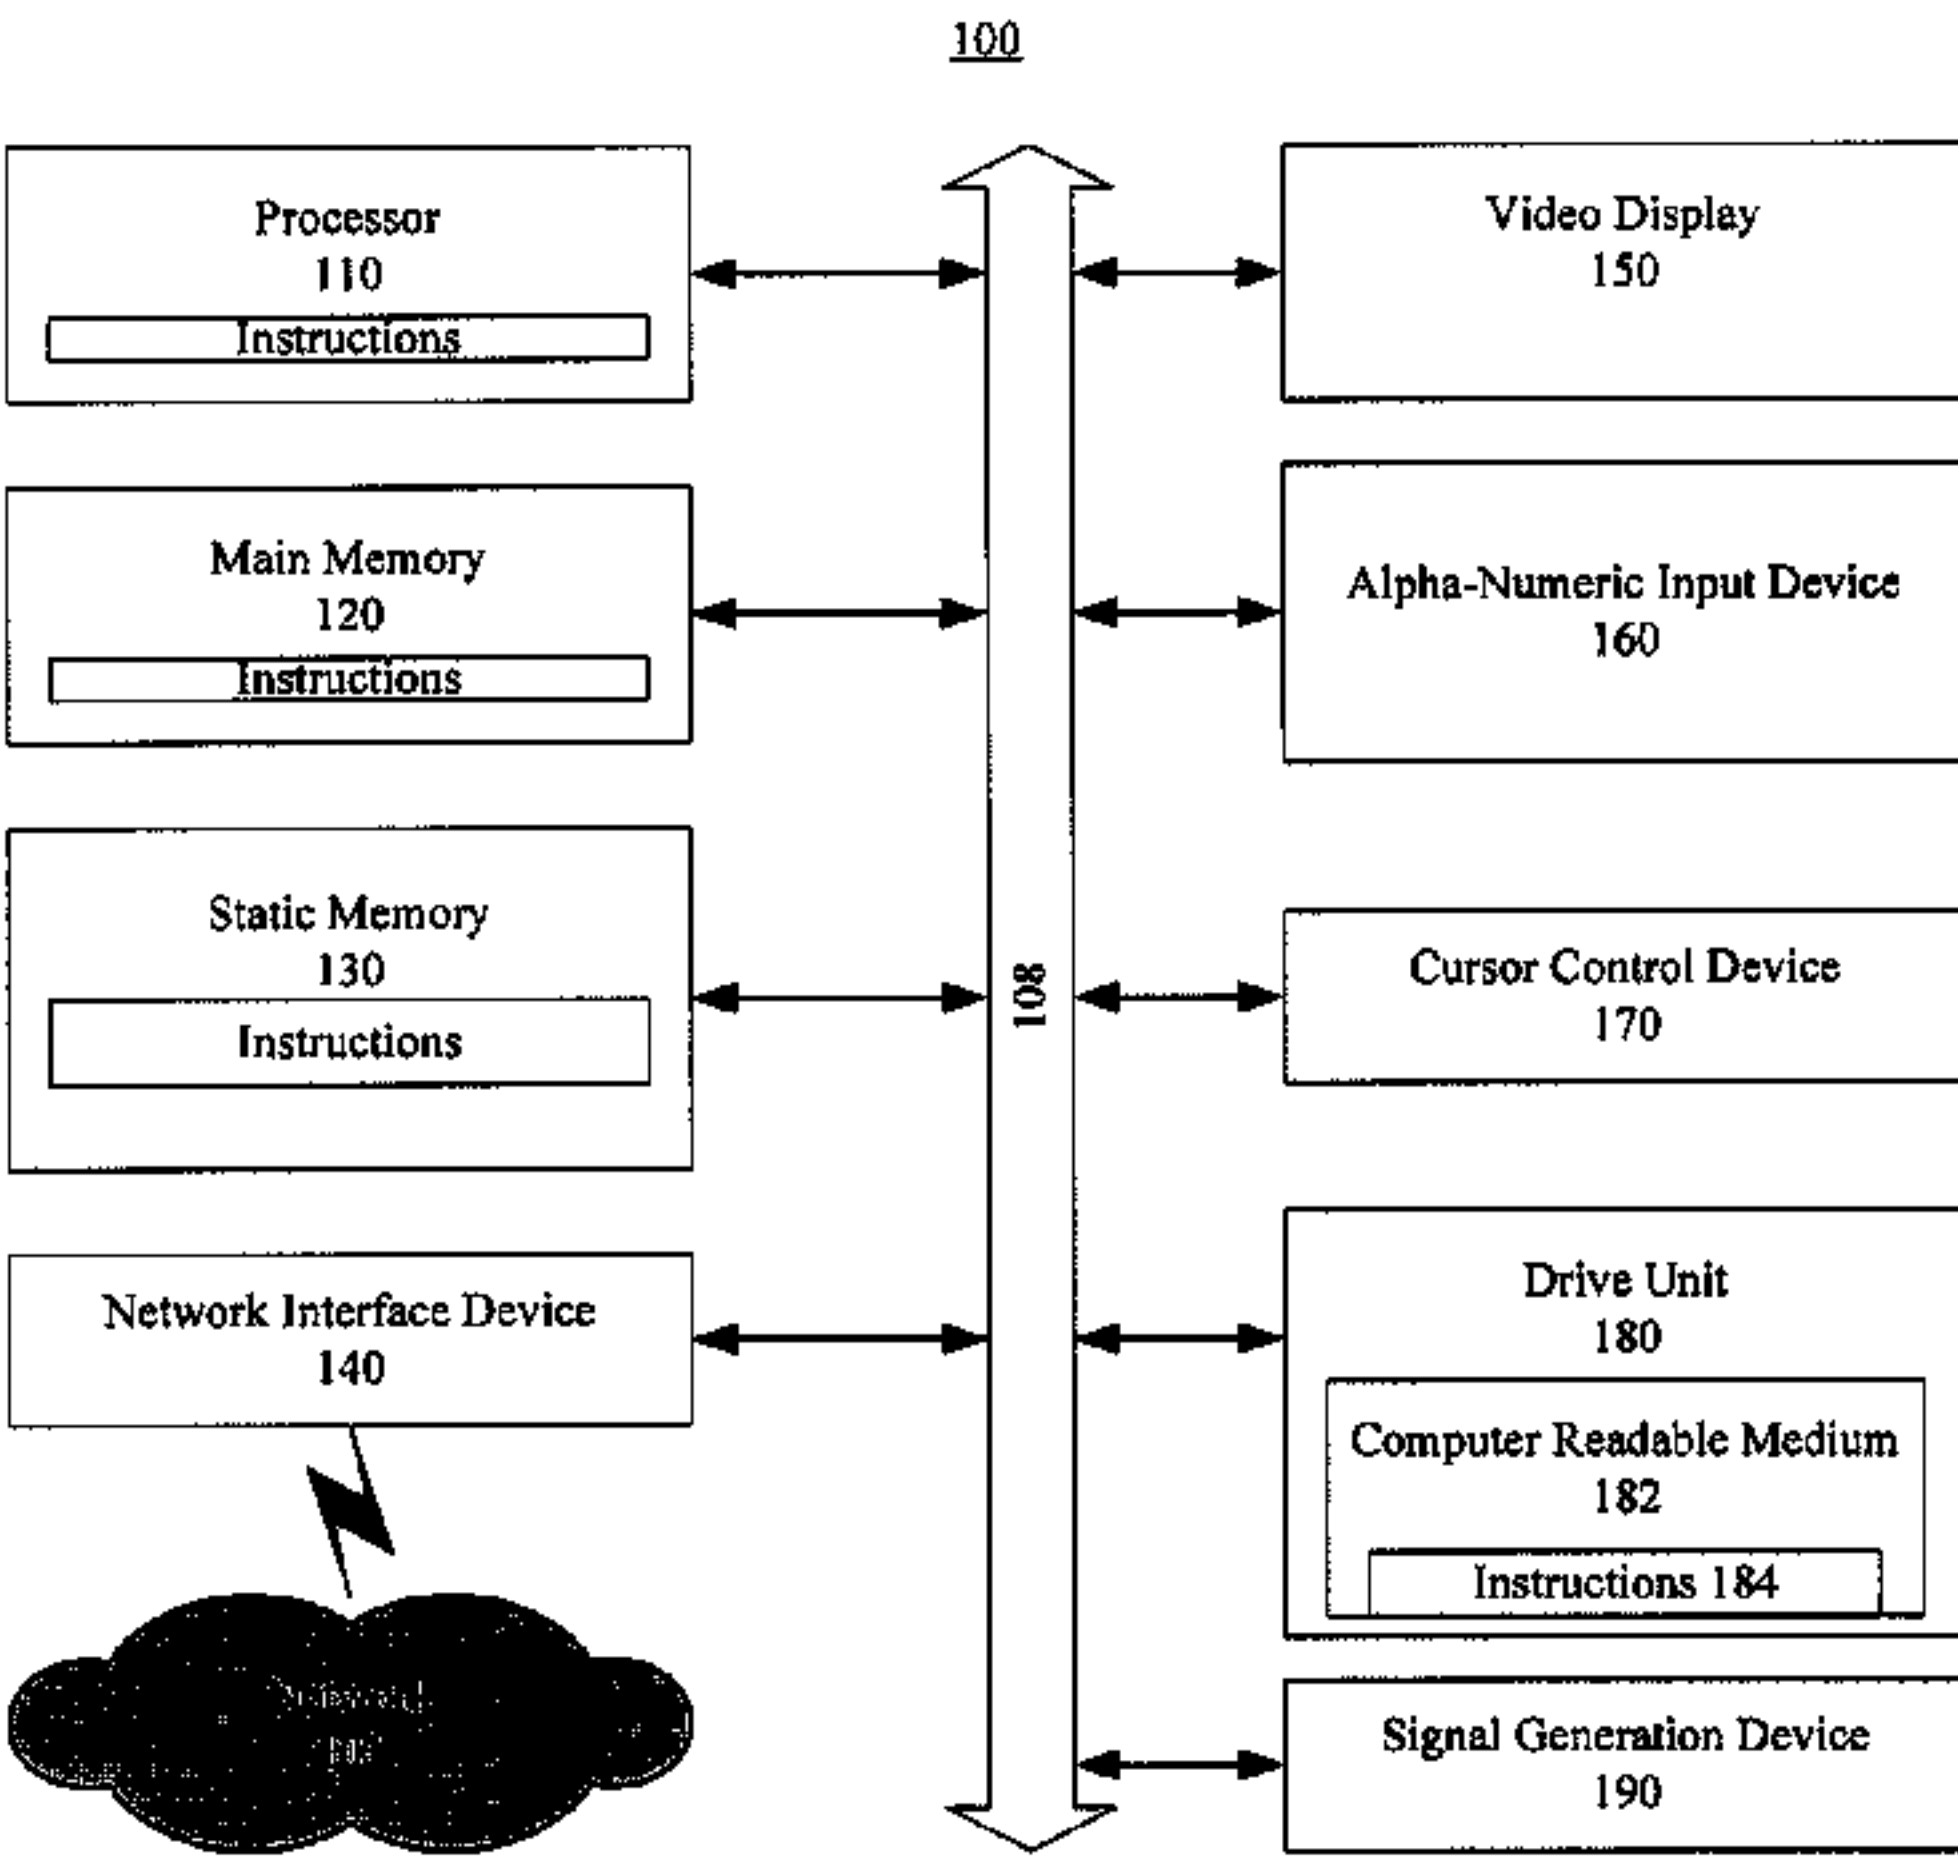 100
Processor
110
Instructions
Main Memory
120
Instructions
Static Memory
130
Instructions
Network Interface Device
140
108
Video Display
150
Alpha-Numeric Input Device
160
Cursor Control Device
170
Drive Unit
180
Computer Readable Medium
182
Instructions 184
Signal Generation Device
190